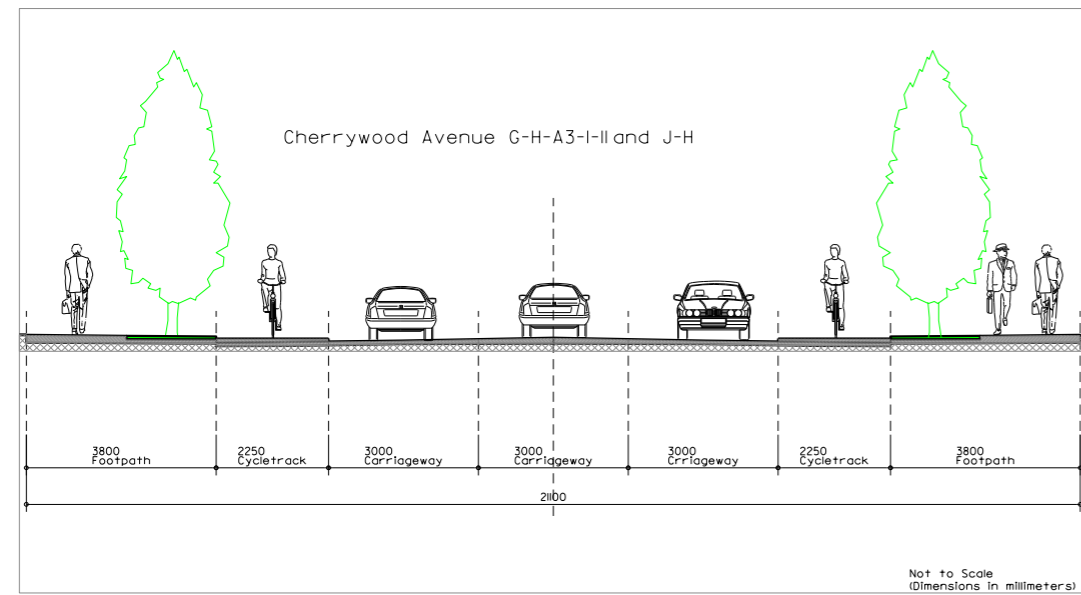 Cherrywood Avenue G-H-A3-I-II and J-H
3800 2250 3000 3000 3000 2250 3800
Footpath Cycletrack Carriageway Carriageway Crriageway Cycletrack Footpath
21100
Not to Scale
(Dimensions in millimeters)